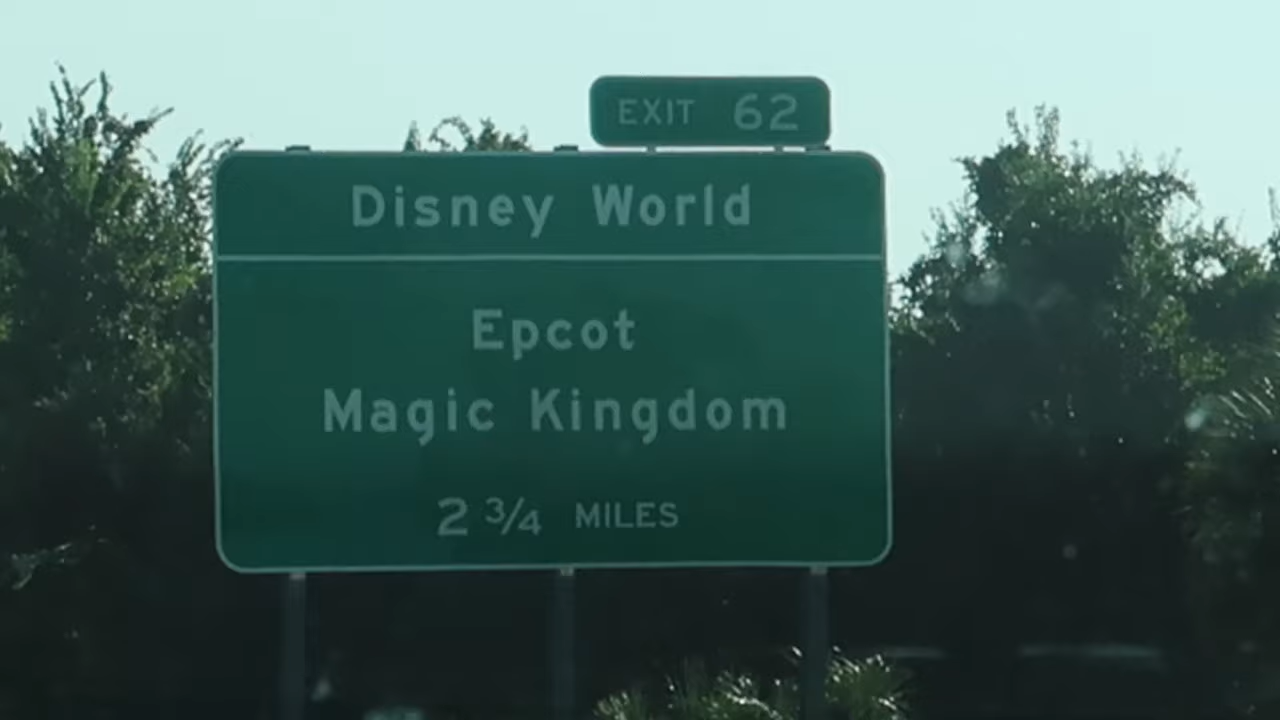 EXIT 62
Disney World
Epcot
Magic Kingdom
2 3/4 MILES